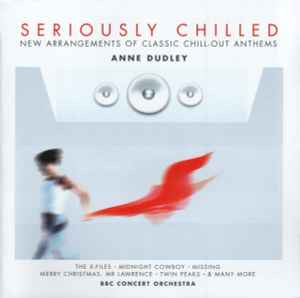 SERIOUSLY CHILLED
NEW ARRANGEMENTS OF CLASSIC CHILL-OUT ANTHEMS
ANNE DUDLEY
THE X-FILES • MIDNIGHT COWBOY • MISSING
MERRY CHRISTMAS, MR LAWRENCE • TWIN PEAKS • & MANY MORE
BBC CONCERT ORCHESTRA